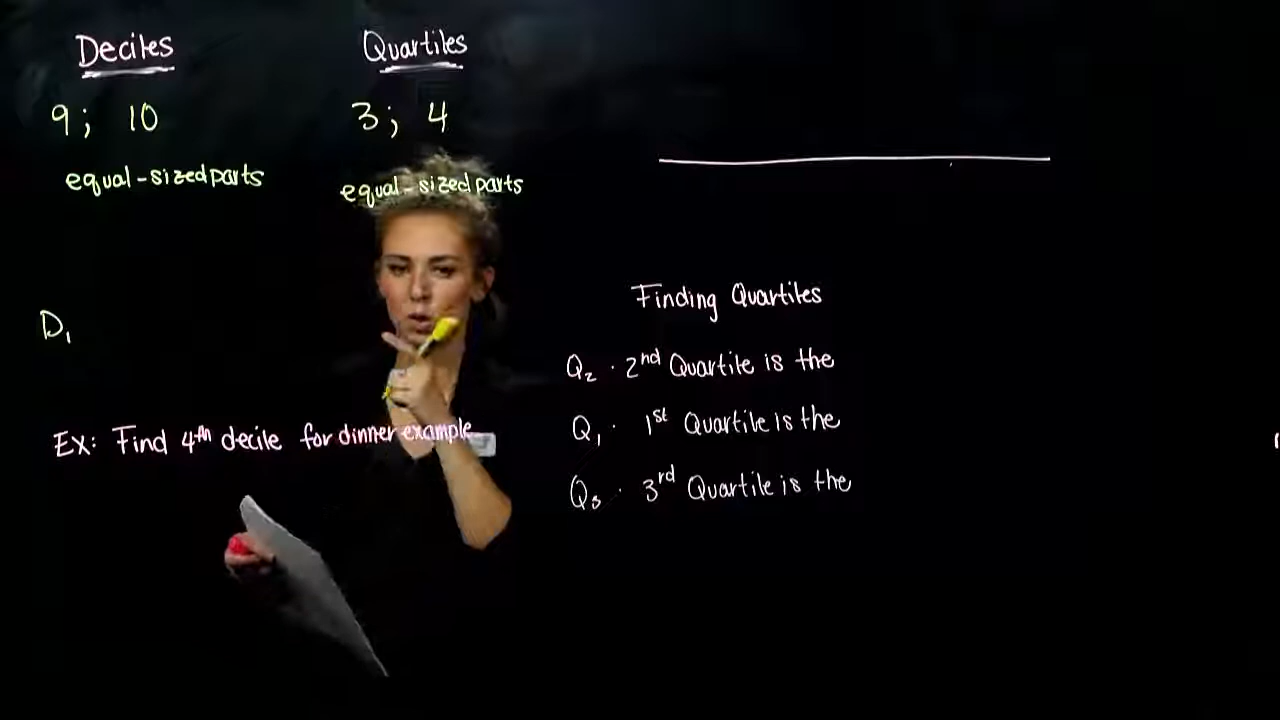 Deciles
9; 10
equal-sized parts
Quartiles
3; 4
equal-sized parts
D₁
Ex: Find 4th decile for dinner example
Finding Quartiles
Q₂ · 2nd Quartile is the
Q₁ · 1st Quartile is the
Q₃ · 3rd Quartile is the